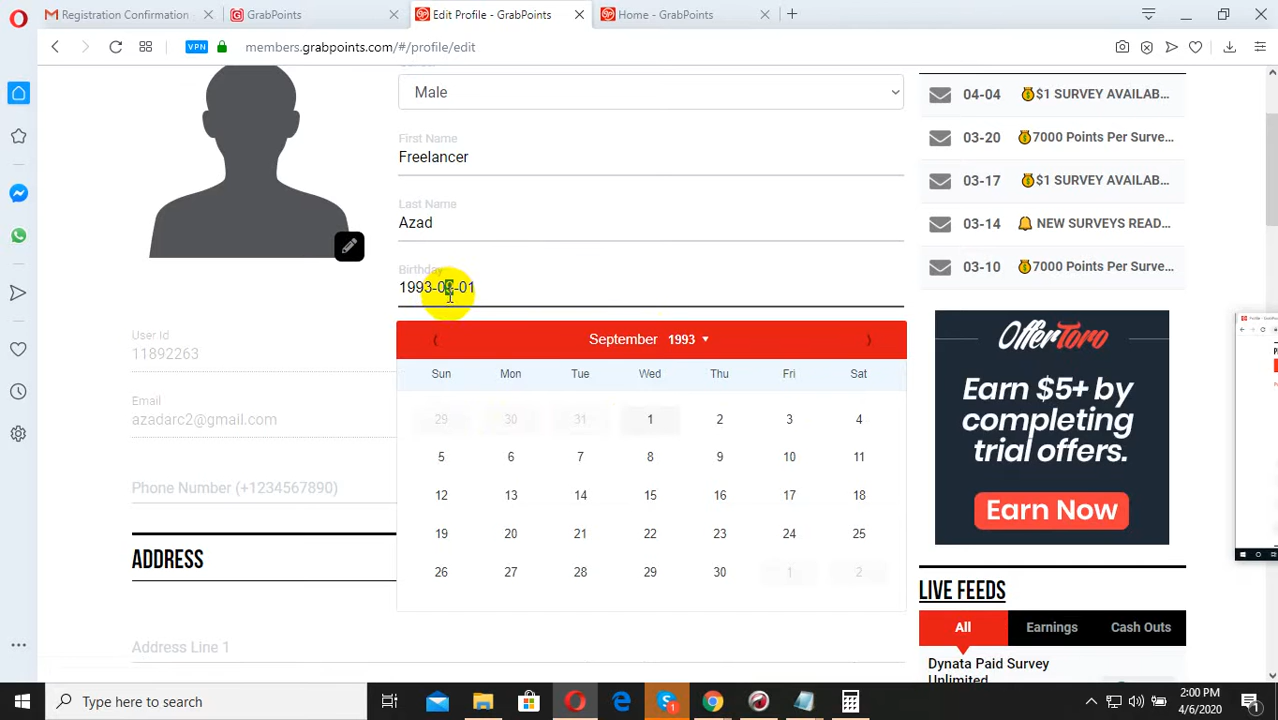 Registration Confirmation
GrabPoints
Edit Profile - GrabPoints
Home - GrabPoints
VPN
members.grabpoints.com/#/profile/edit
Male
First Name
Freelancer
Last Name
Azad
Birthday
1993-09-01
September 1993
Sun Mon Tue Wed Thu Fri Sat
29 30 31 1 2 3 4
5 6 7 8 9 10 11
12 13 14 15 16 17 18
19 20 21 22 23 24 25
26 27 28 29 30 1 2
User Id
11892263
Email
azadarc2@gmail.com
Phone Number (+1234567890)
ADDRESS
Address Line 1
04-04 $1 SURVEY AVAILAB...
03-20 7000 Points Per Surve...
03-17 $1 SURVEY AVAILAB...
03-14 NEW SURVEYS READ...
03-10 7000 Points Per Surve...
OfferToro
Earn $5+ by
completing
trial offers.
Earn Now
LIVE FEEDS
All Earnings Cash Outs
Dynata Paid Survey
Unlimited
Type here to search
1
2:00 PM
4/6/2020
1